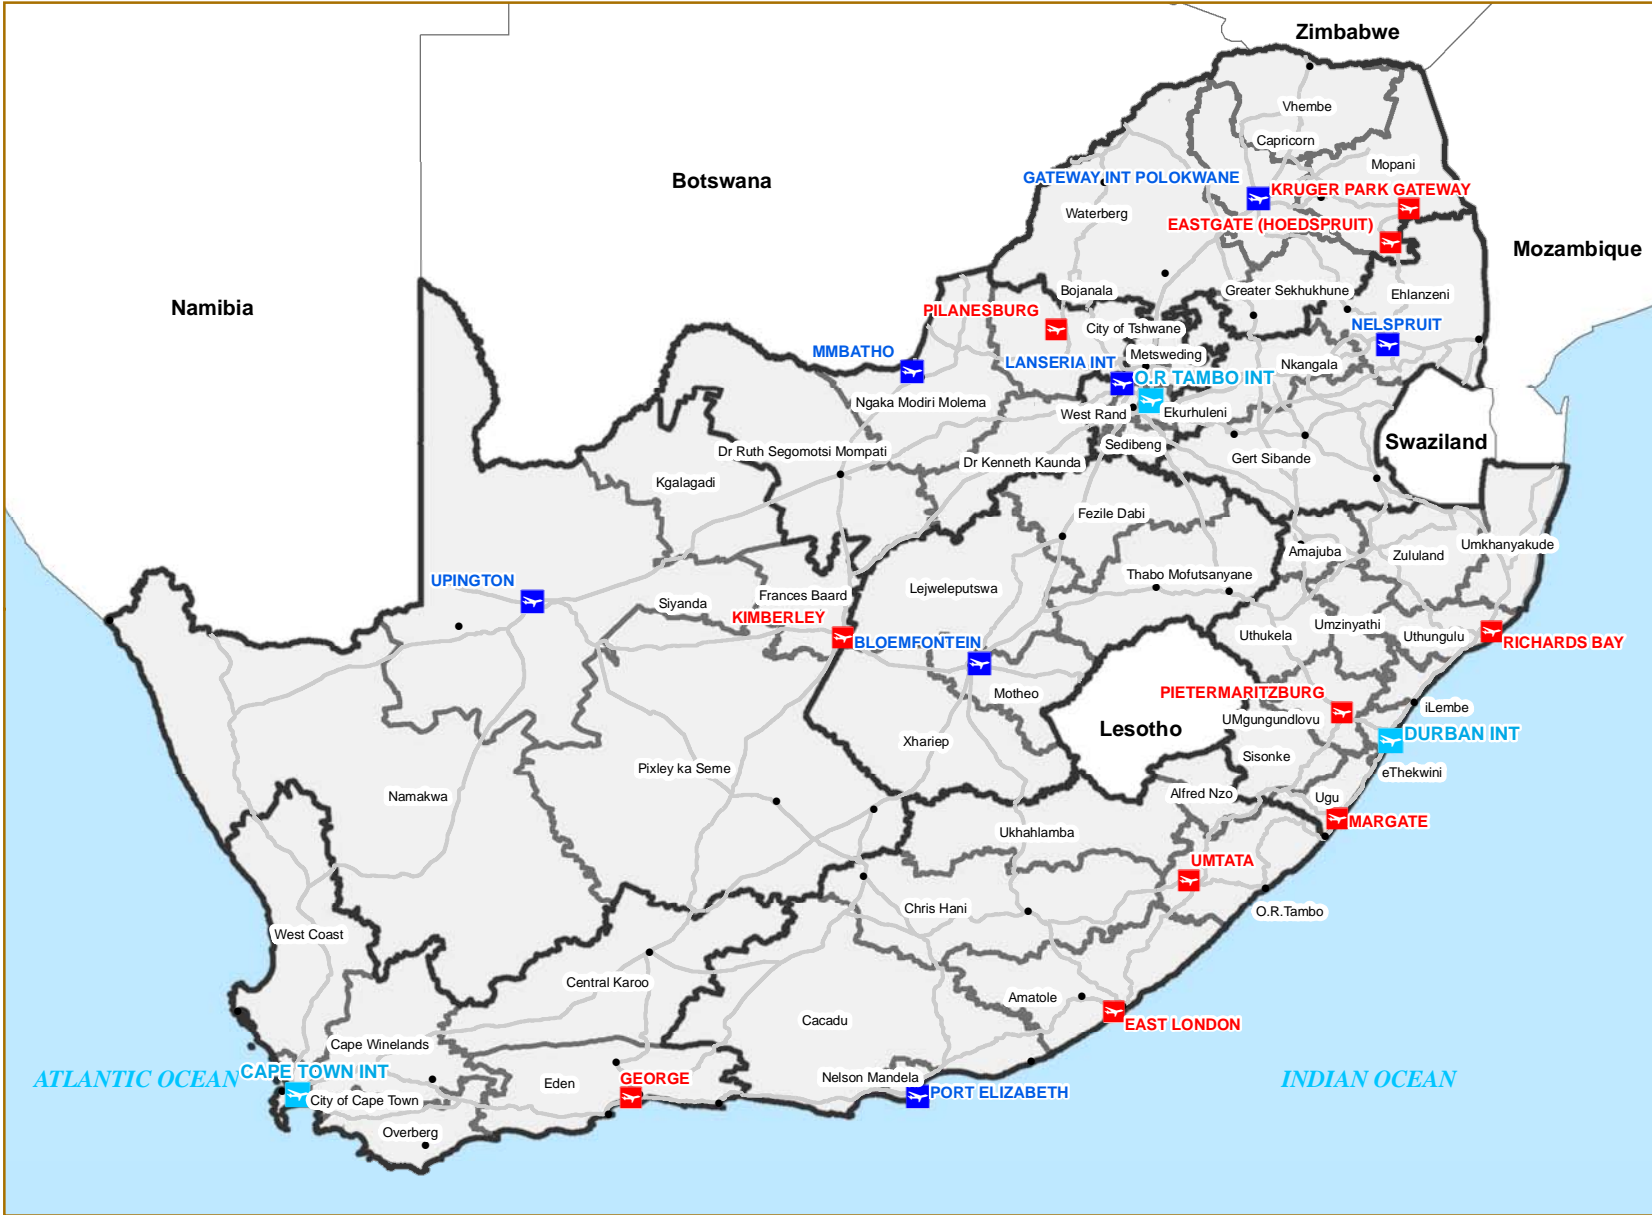 Zimbabwe
Vhembe
Capricorn
Mopani
Botswana
GATEWAY INT POLOKWANE
KRUGER PARK GATEWAY
Waterberg
EASTGATE (HOEDSPRUIT)
Mozambique
Namibia
Bojanala
Greater Sekhukhune
Ehlanzeni
PILANESBURG
City of Tshwane
NELSPRUIT
MMBATHO
LANSERIA INT
Metsweding
Nkangala
O.R TAMBO INT
Ngaka Modiri Molema
West Rand
Ekurhuleni
Sedibeng
Swaziland
Dr Ruth Segomotsi Mompati
Dr Kenneth Kaunda
Gert Sibande
Kgalagadi
Fezile Dabi
Amajuba
Zululand
Umkhanyakude
UPINGTON
Siyanda
Frances Baard
Lejweleputswa
Thabo Mofutsanyane
KIMBERLEY
BLOEMFONTEIN
Uthukela
Umzinyathi
Uthungulu
RICHARDS BAY
Motheo
PIETERMARITZBURG
UMgungundlovu
iLembe
Lesotho
DURBAN INT
Xhariep
Sisonke
eThekwini
Pixley ka Seme
Namakwa
Alfred Nzo
Ugu
MARGATE
Ukhahlamba
UMTATA
Chris Hani
O.R.Tambo
West Coast
Central Karoo
Amatole
Cacadu
EAST LONDON
Cape Winelands
ATLANTIC OCEAN
CAPE TOWN INT
Eden
GEORGE
Nelson Mandela
PORT ELIZABETH
INDIAN OCEAN
City of Cape Town
Overberg